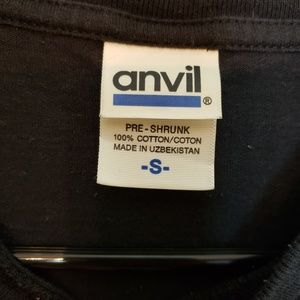 anvil
®
PRE-SHRUNK
100% COTTON/COTON
MADE IN UZBEKISTAN
-S-